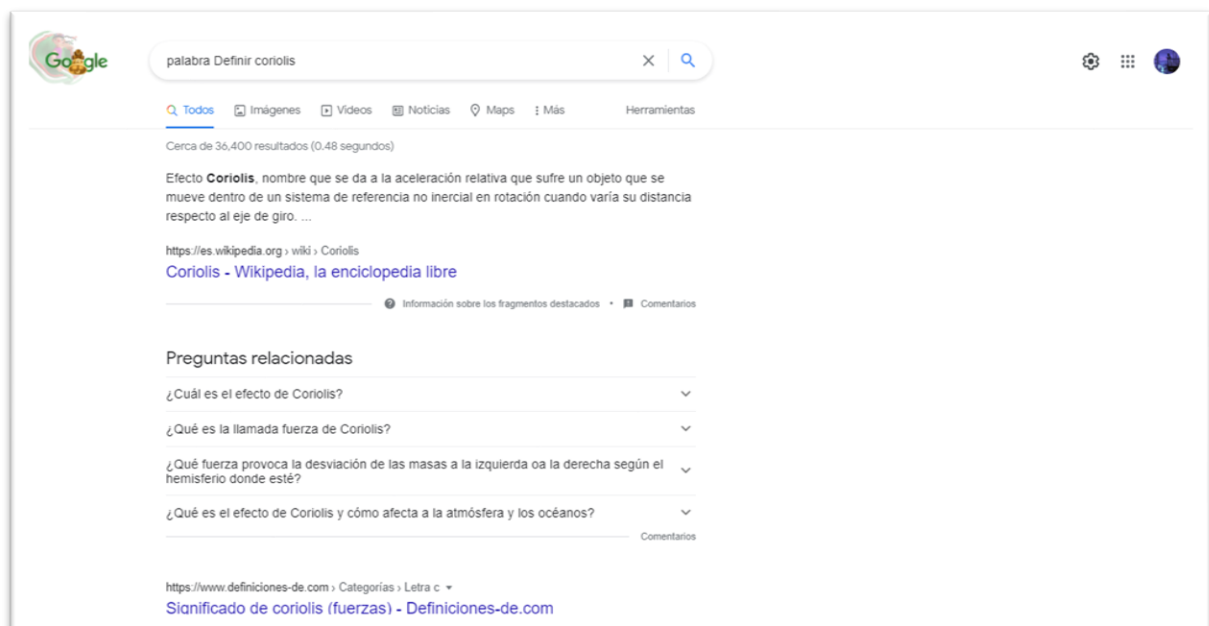 Google
palabra Definir coriolis
Todos Imágenes Videos Noticias Maps Más Herramientas
Cerca de 36,400 resultados (0.48 segundos)
Efecto Coriolis, nombre que se da a la aceleración relativa que sufre un objeto que se
mueve dentro de un sistema de referencia no inercial en rotación cuando varía su distancia
respecto al eje de giro. ...
https://es.wikipedia.org › wiki › Coriolis
Coriolis - Wikipedia, la enciclopedia libre
Información sobre los fragmentos destacados • Comentarios
Preguntas relacionadas
¿Cuál es el efecto de Coriolis?
¿Qué es la llamada fuerza de Coriolis?
¿Qué fuerza provoca la desviación de las masas a la izquierda oa la derecha según el
hemisferio donde esté?
¿Qué es el efecto de Coriolis y cómo afecta a la atmósfera y los océanos?
Comentarios
https://www.definiciones-de.com › Categorías › Letra c
Significado de coriolis (fuerzas) - Definiciones-de.com